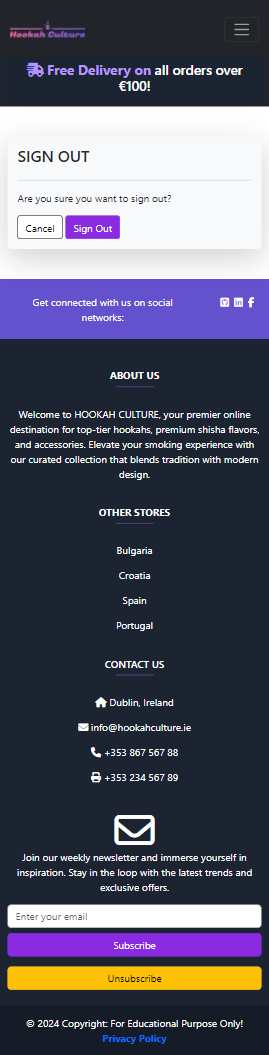 Hookah Culture
Free Delivery on all orders over
€100!
SIGN OUT
Are you sure you want to sign out?
Cancel
Sign Out
Get connected with us on social
networks:
ABOUT US
Welcome to HOOKAH CULTURE, your premier online
destination for top-tier hookahs, premium shisha flavors,
and accessories. Elevate your smoking experience with
our curated collection that blends tradition with modern
design.
OTHER STORES
Bulgaria
Croatia
Spain
Portugal
CONTACT US
Dublin, Ireland
info@hookahculture.ie
+353 867 567 88
+353 234 567 89
Join our weekly newsletter and immerse yourself in
inspiration. Stay in the loop with the latest trends and
exclusive offers.
Enter your email
Subscribe
Unsubscribe
© 2024 Copyright: For Educational Purpose Only!
Privacy Policy